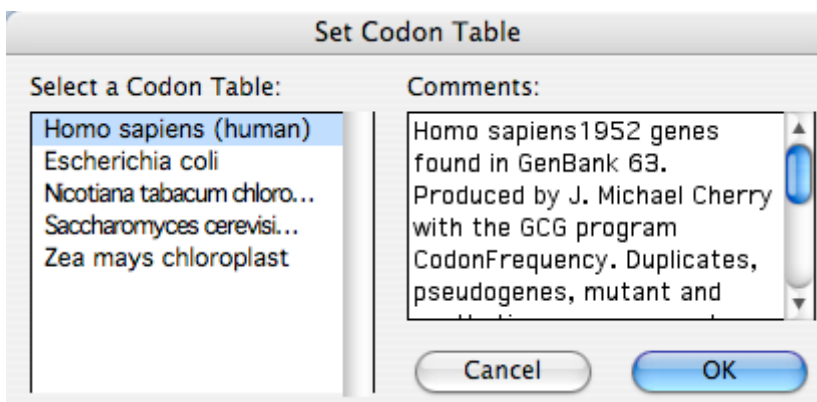 Set Codon Table
Select a Codon Table:
Homo sapiens (human)
Escherichia coli
Nicotiana tabacum chloro...
Saccharomyces cerevisi...
Zea mays chloroplast
Comments:
Homo sapiens1952 genes
found in GenBank 63.
Produced by J. Michael Cherry
with the GCG program
CodonFrequency. Duplicates,
pseudogenes, mutant and
Cancel
OK